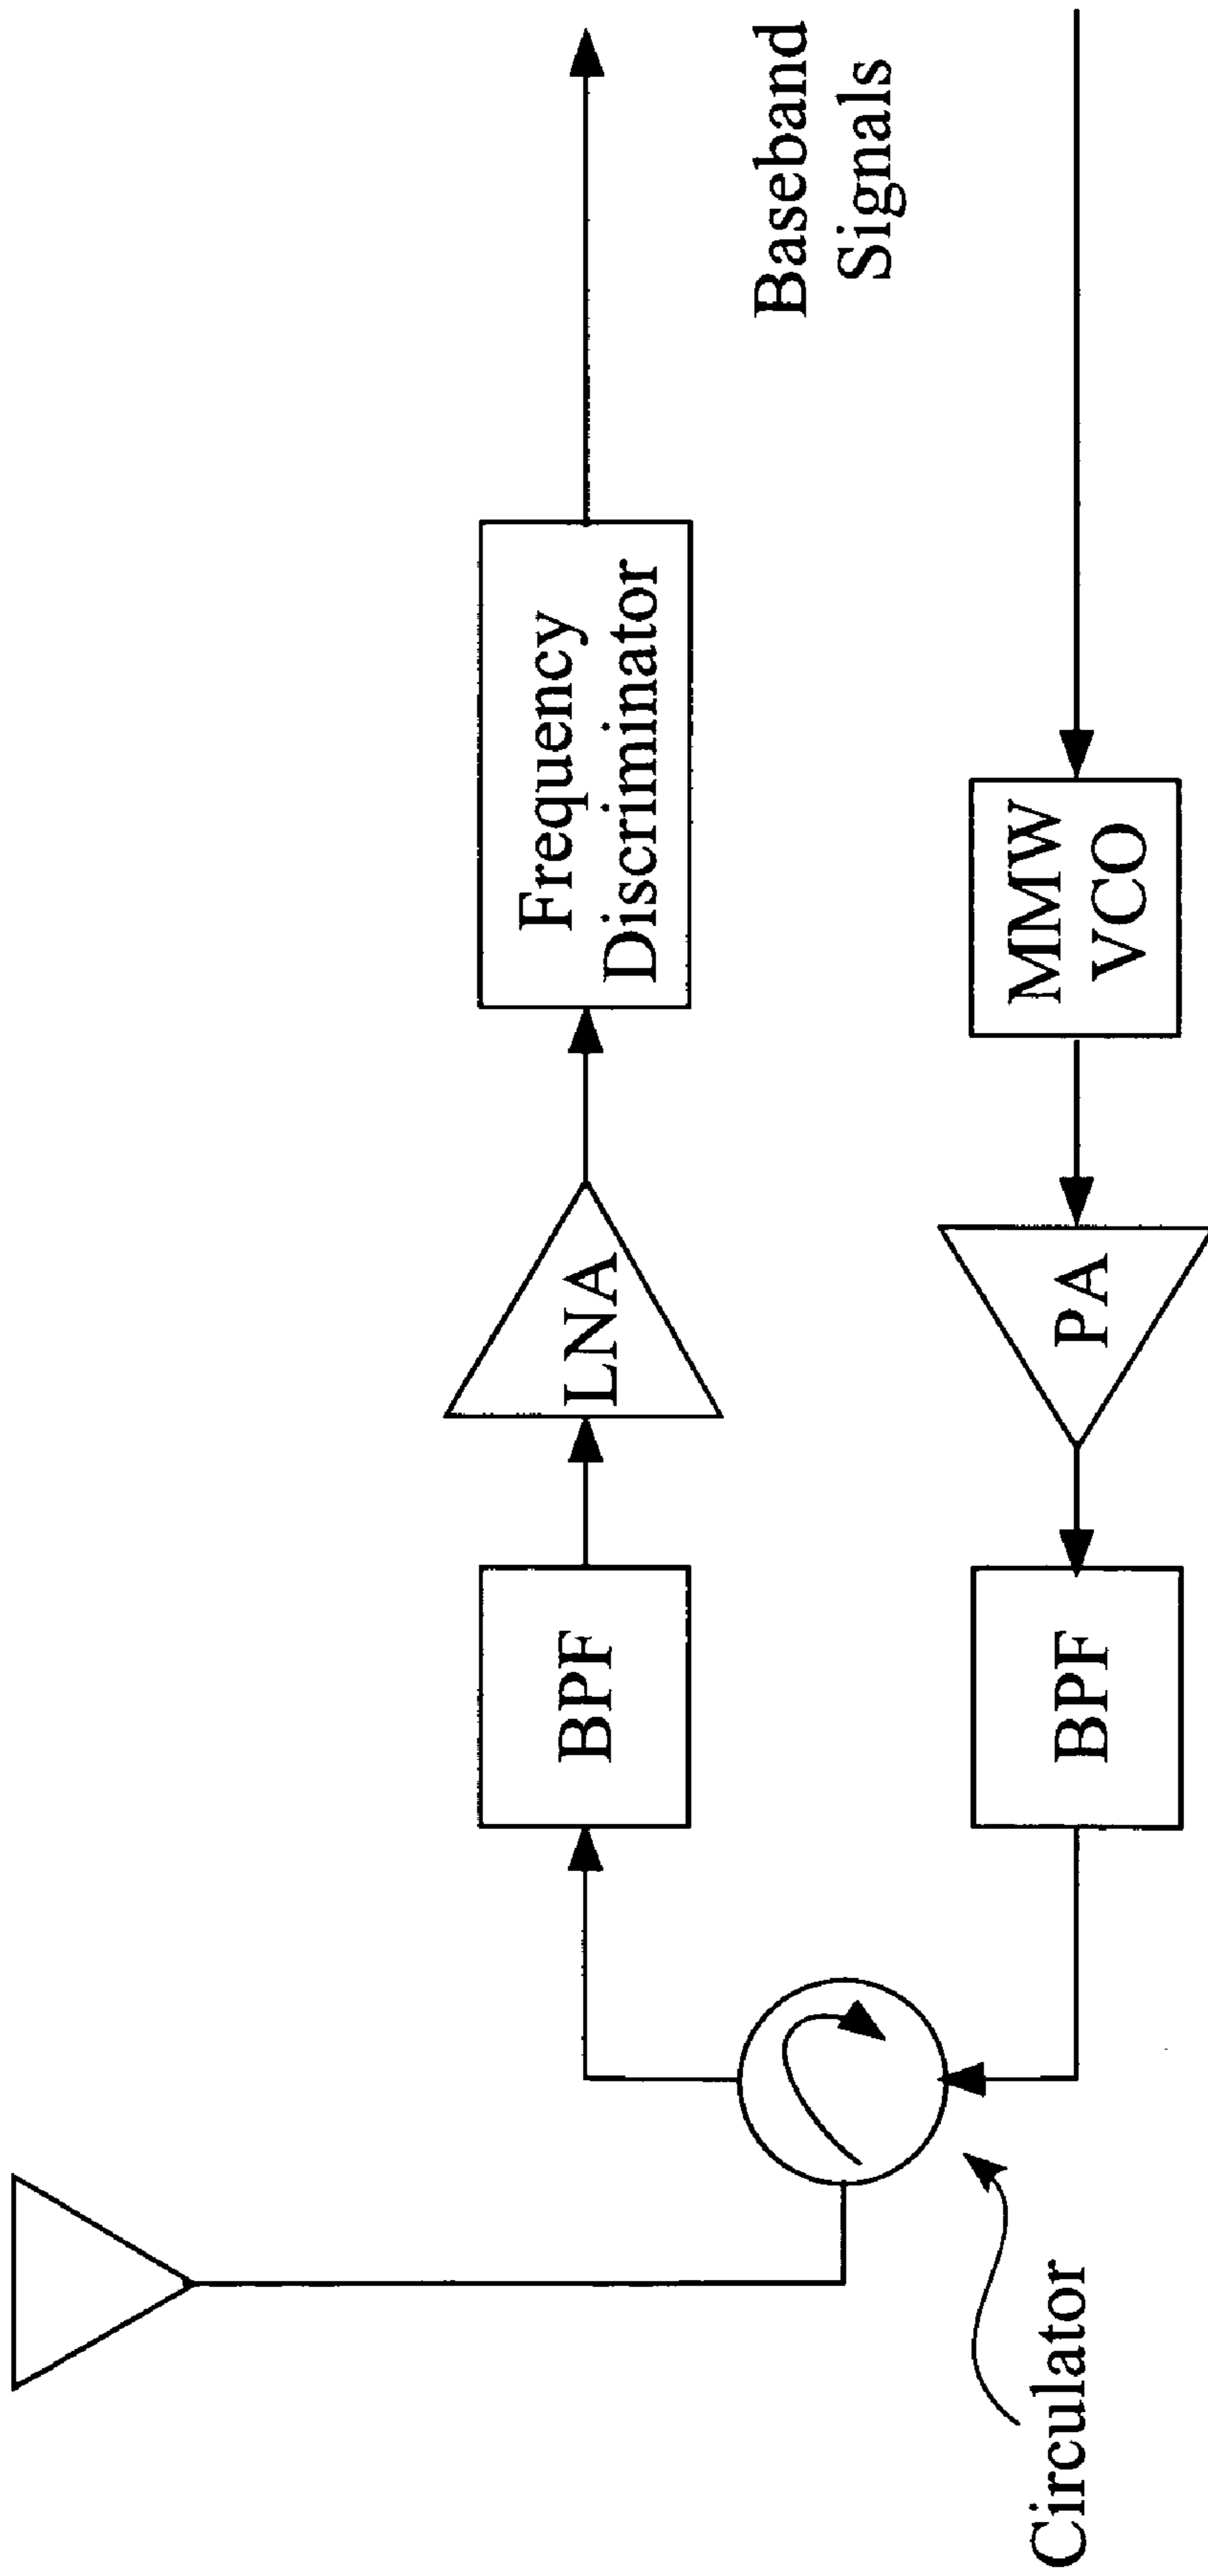 BPF
LNA
Frequency
Discriminator
Baseband
Signals
Circulator
BPF
PA
MMW
VCO